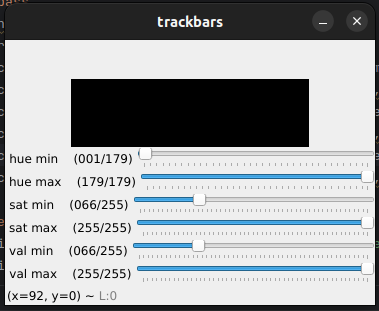 trackbars
hue min (001/179)
hue max (179/179)
sat min (066/255)
sat max (255/255)
val min (066/255)
val max (255/255)
(x=92, y=0) ~ L:0